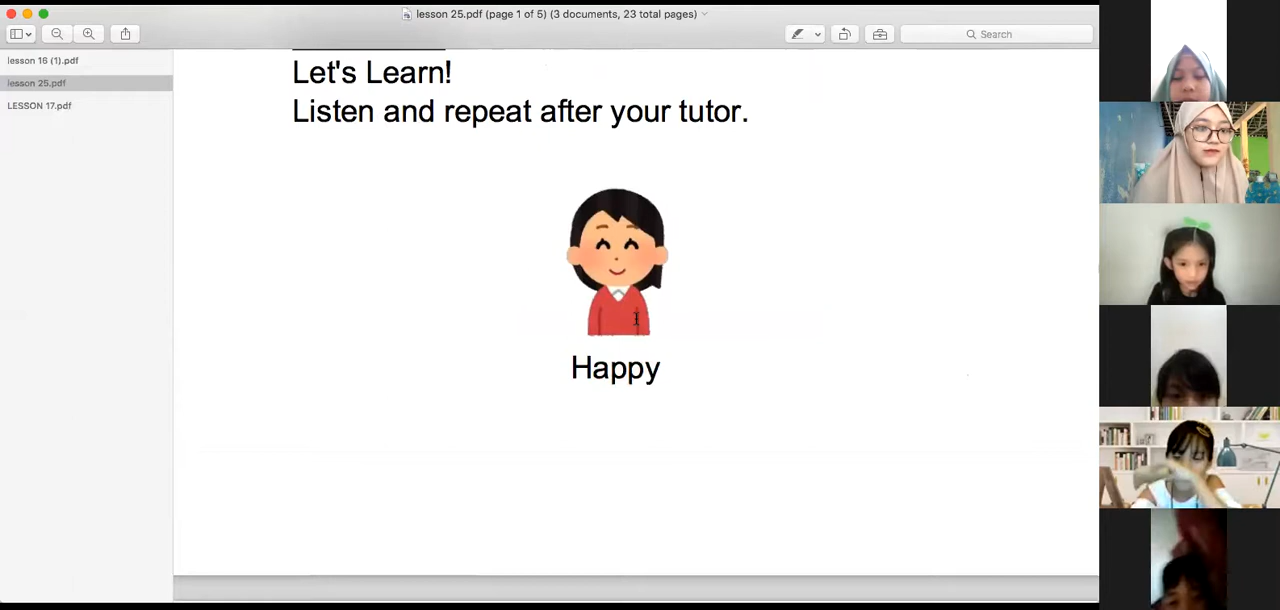 lesson 25.pdf (page 1 of 5) (3 documents, 23 total pages)
Search
lesson 16 (1).pdf
lesson 25.pdf
LESSON 17.pdf
Let's Learn!
Listen and repeat after your tutor.
Happy